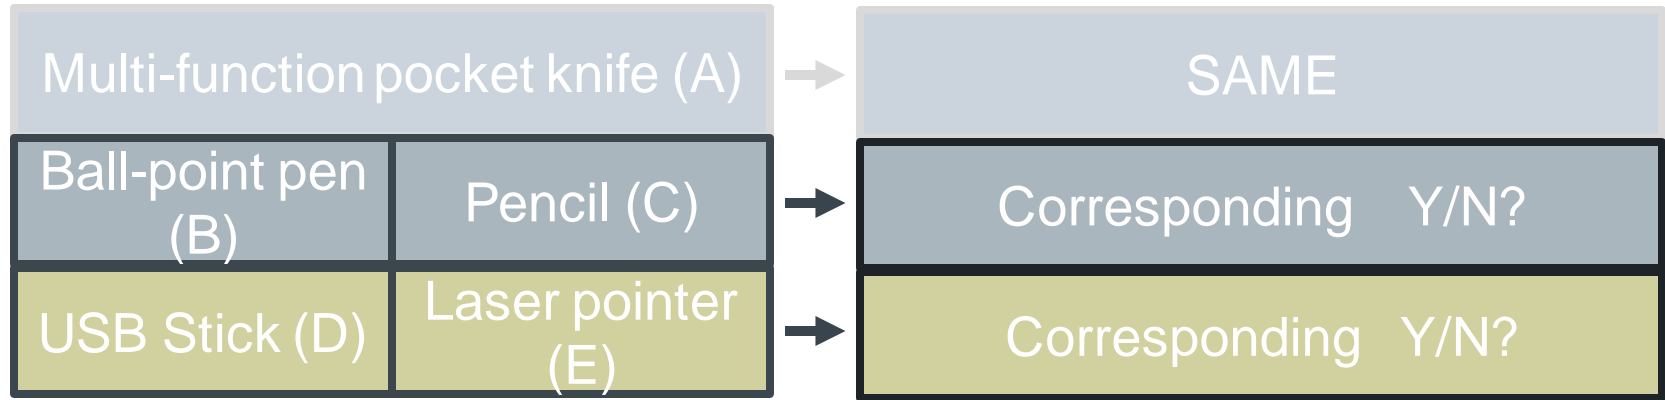 Multi-function pocket knife (A)
SAME
Ball-point pen
(B)
Pencil (C)
Corresponding Y/N?
USB Stick (D)
Laser pointer
(E)
Corresponding Y/N?